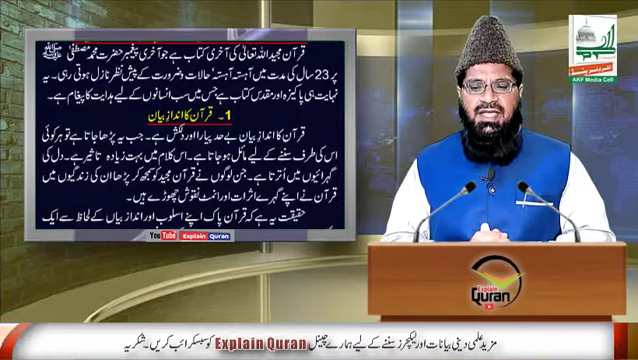 قرآن مجید اللہ تعالیٰ کی آخری کتاب ہے جو آخری پیغمبر حضرت محمد مصطفیٰ ﷺ
پر 23 سال کی مدت میں آہستہ آہستہ حالات و ضرورت کے پیش نظر نازل ہوتی رہی۔ یہ
نہایت ہی پاکیزہ اور مقدس کتاب ہے جس میں سب انسانوں کے لیے ہدایت کا پیغام ہے۔
1۔ قرآن کا اندازِ بیان
قرآن کا اندازِ بیان بے حد پیارا اور دلکش ہے۔ جب یہ پڑھا جاتا ہے تو ہر کوئی
اس کی طرف سننے کے لیے مائل ہو جاتا ہے۔ اس کلام میں بہت زیادہ تاثیر ہے۔ دل کی
گہرائیوں میں اُترتا ہے۔ جن لوگوں نے قرآن مجید کو سمجھ کر پڑھا ان کی زندگیوں میں
قرآن نے اپنے گہرے اثرات اور انمٹ نقوش چھوڑے ہیں۔
حقیقت یہ ہے کہ قرآن پاک اپنے اسلوب اور اندازِ بیاں کے لحاظ سے ایک
YouTube Explain Quran
AKF Media Cell
Explain
Quran
مزید علمی دینی بیانات اور لیکچرز سننے کے لیے ہمارے چینل Explain Quran کو سبسکرائب کریں۔ شکریہ